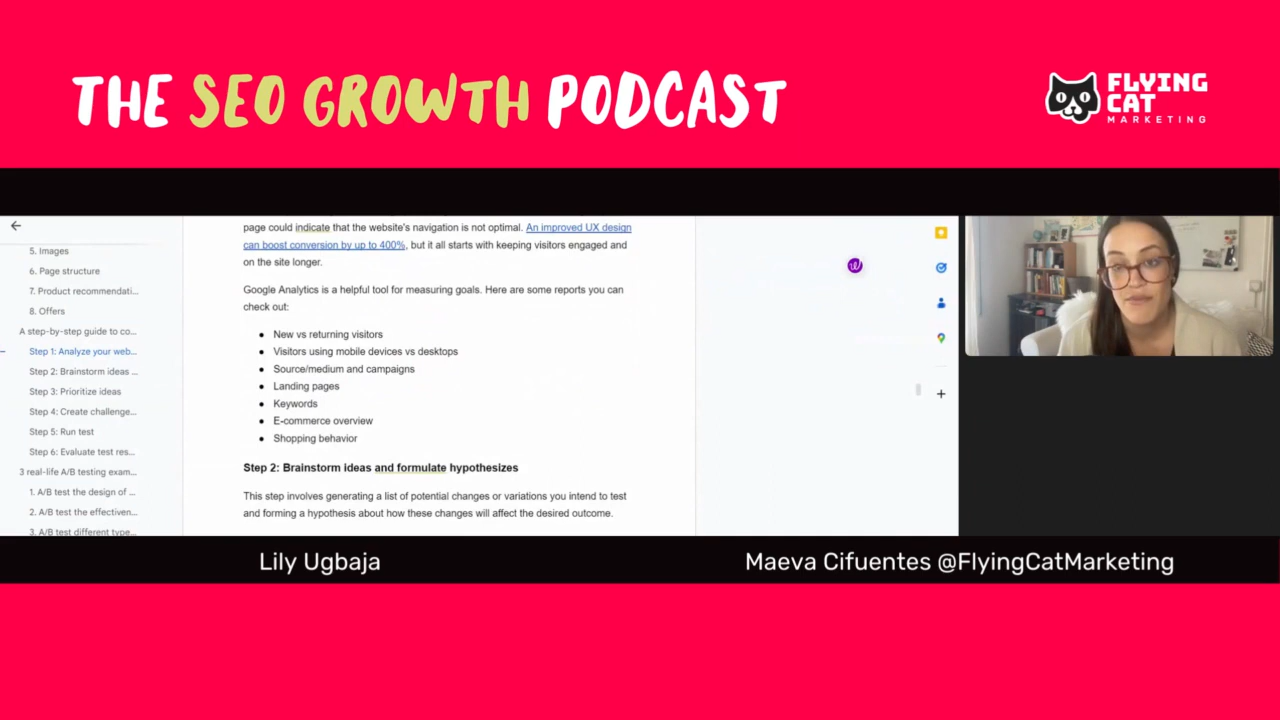 THE SEO GROWTH PODCAST
FLYING
CAT
MARKETING
5. Images
6. Page structure
7. Product recommendati...
8. Offers
A step-by-step guide to co...
Step 1: Analyze your web...
Step 2: Brainstorm ideas ...
Step 3: Prioritize ideas
Step 4: Create challenge...
Step 5: Run test
Step 6: Evaluate test res...
3 real-life A/B testing exam...
1. A/B test the design of ...
2. A/B test the effectiven...
3. A/B test different type...
page could indicate that the website's navigation is not optimal. An improved UX design
can boost conversion by up to 400%, but it all starts with keeping visitors engaged and
on the site longer.
Google Analytics is a helpful tool for measuring goals. Here are some reports you can
check out:
● New vs returning visitors
● Visitors using mobile devices vs desktops
● Source/medium and campaigns
● Landing pages
● Keywords
● E-commerce overview
● Shopping behavior
Step 2: Brainstorm ideas and formulate hypothesizes
This step involves generating a list of potential changes or variations you intend to test
and forming a hypothesis about how these changes will affect the desired outcome.
Lily Ugbaja
Maeva Cifuentes @FlyingCatMarketing